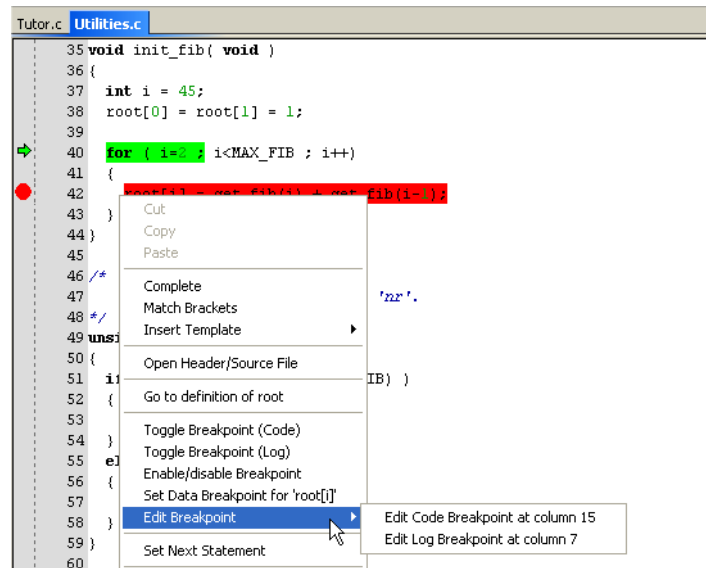 Tutor.c Utilities.c
35 void init_fib( void )
36 {
37 int i = 45;
38 root[0] = root[1] = 1;
39
40 for ( i=2 ; i<MAX_FIB ; i++)
41 {
42 root[i] = get_fib(i) + get_fib(i-1);
43 }
44 }
45
46 /*
47 'nr'.
48 */
49 unsi
50 {
51 if IB) )
52 {
53
54 }
55 el
56 {
57
58 }
59 }
60
Cut
Copy
Paste
Complete
Match Brackets
Insert Template
Open Header/Source File
Go to definition of root
Toggle Breakpoint (Code)
Toggle Breakpoint (Log)
Enable/disable Breakpoint
Set Data Breakpoint for 'root[i]'
Edit Breakpoint
Set Next Statement
Edit Code Breakpoint at column 15
Edit Log Breakpoint at column 7